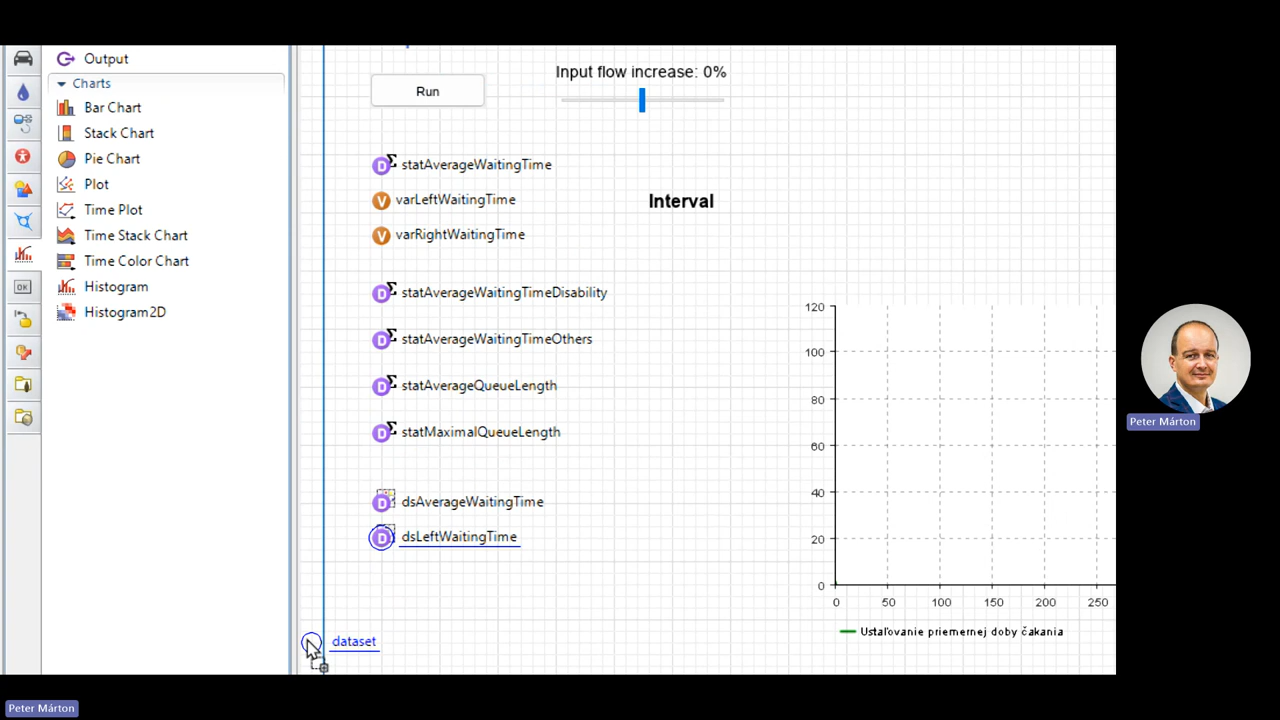 Output
Charts
Bar Chart
Stack Chart
Pie Chart
Plot
Time Plot
Time Stack Chart
Time Color Chart
Histogram
Histogram2D
OK
Run
Input flow increase: 0%
D Σ statAverageWaitingTime
V varLeftWaitingTime
V varRightWaitingTime
Interval
D Σ statAverageWaitingTimeDisability
D Σ statAverageWaitingTimeOthers
D Σ statAverageQueueLength
D Σ statMaximalQueueLength
D dsAverageWaitingTime
D dsLeftWaitingTime
dataset
120
100
80
60
40
20
0
0 50 100 150 200 250
Ustaľovanie priemernej doby čakania
Peter Márton
Peter Márton